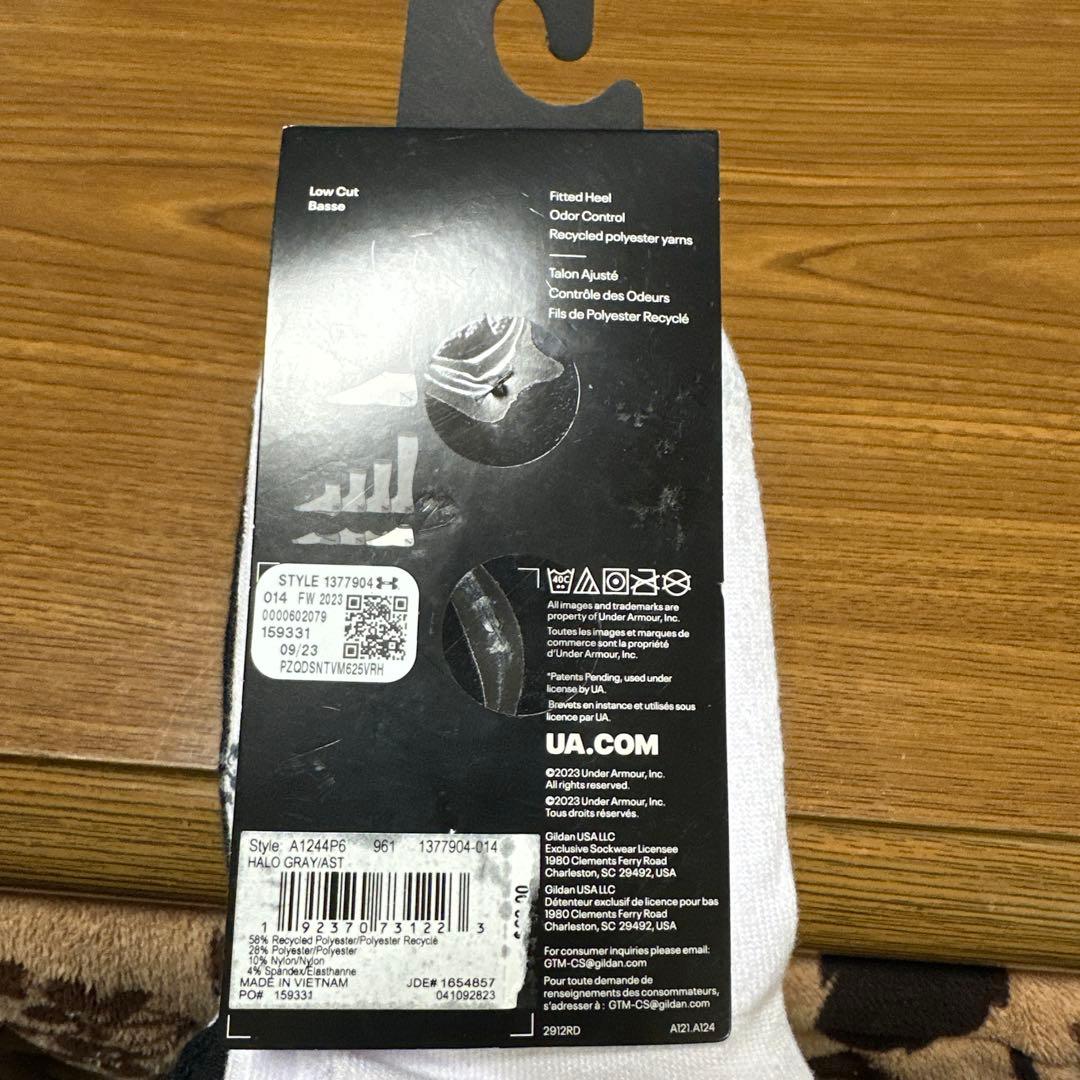 Low Cut
Basse
Fitted Heel
Odor Control
Recycled polyester yarns
Talon Ajusté
Contrôle des Odeurs
Fils de Polyester Recyclé
STYLE 1377904
014 FW 2023
0000602079
159331
09/23
PZQDSNTVM625VRH
40C
All images and trademarks are
property of Under Armour, Inc.
Toutes les images et marques de
commerce sont la propriété
d'Under Armour, Inc.
*Patents Pending, used under
license by UA.
Brevets en instance et utilisés sous
licence par UA.
UA.COM
©2023 Under Armour, Inc.
All rights reserved.
©2023 Under Armour, Inc.
Tous droits réservés.
Gildan USA LLC
Exclusive Sockwear Licensee
1980 Clements Ferry Road
Charleston, SC 29492, USA
Gildan USA LLC
Détenteur exclusif de licence pour bas
1980 Clements Ferry Road
Charleston, SC 29492, USA
For consumer inquiries please email:
GTM-CS@gildan.com
Pour toute demande de
renseignements des consommateurs,
s'adresser à : GTM-CS@gildan.com
2912RD A121.A124
Style: A1244P6 961 1377904-014
HALO GRAY/AST
1 92370 73122 3
58% Recycled Polyester/Polyester Recyclé
28% Polyester/Polyester
10% Nylon/Nylon
4% Spandex/Elasthanne
MADE IN VIETNAM JDE# 1654857
PO# 159331 041092823